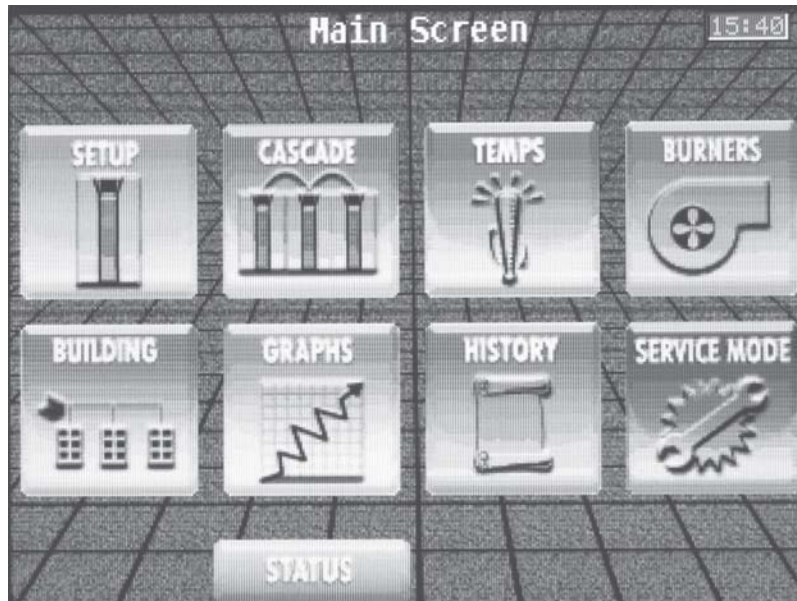 Main Screen
15:40
SETUP
CASCADE
TEMPS
BURNERS
BUILDING
GRAPHS
HISTORY
SERVICE MODE
STATUS